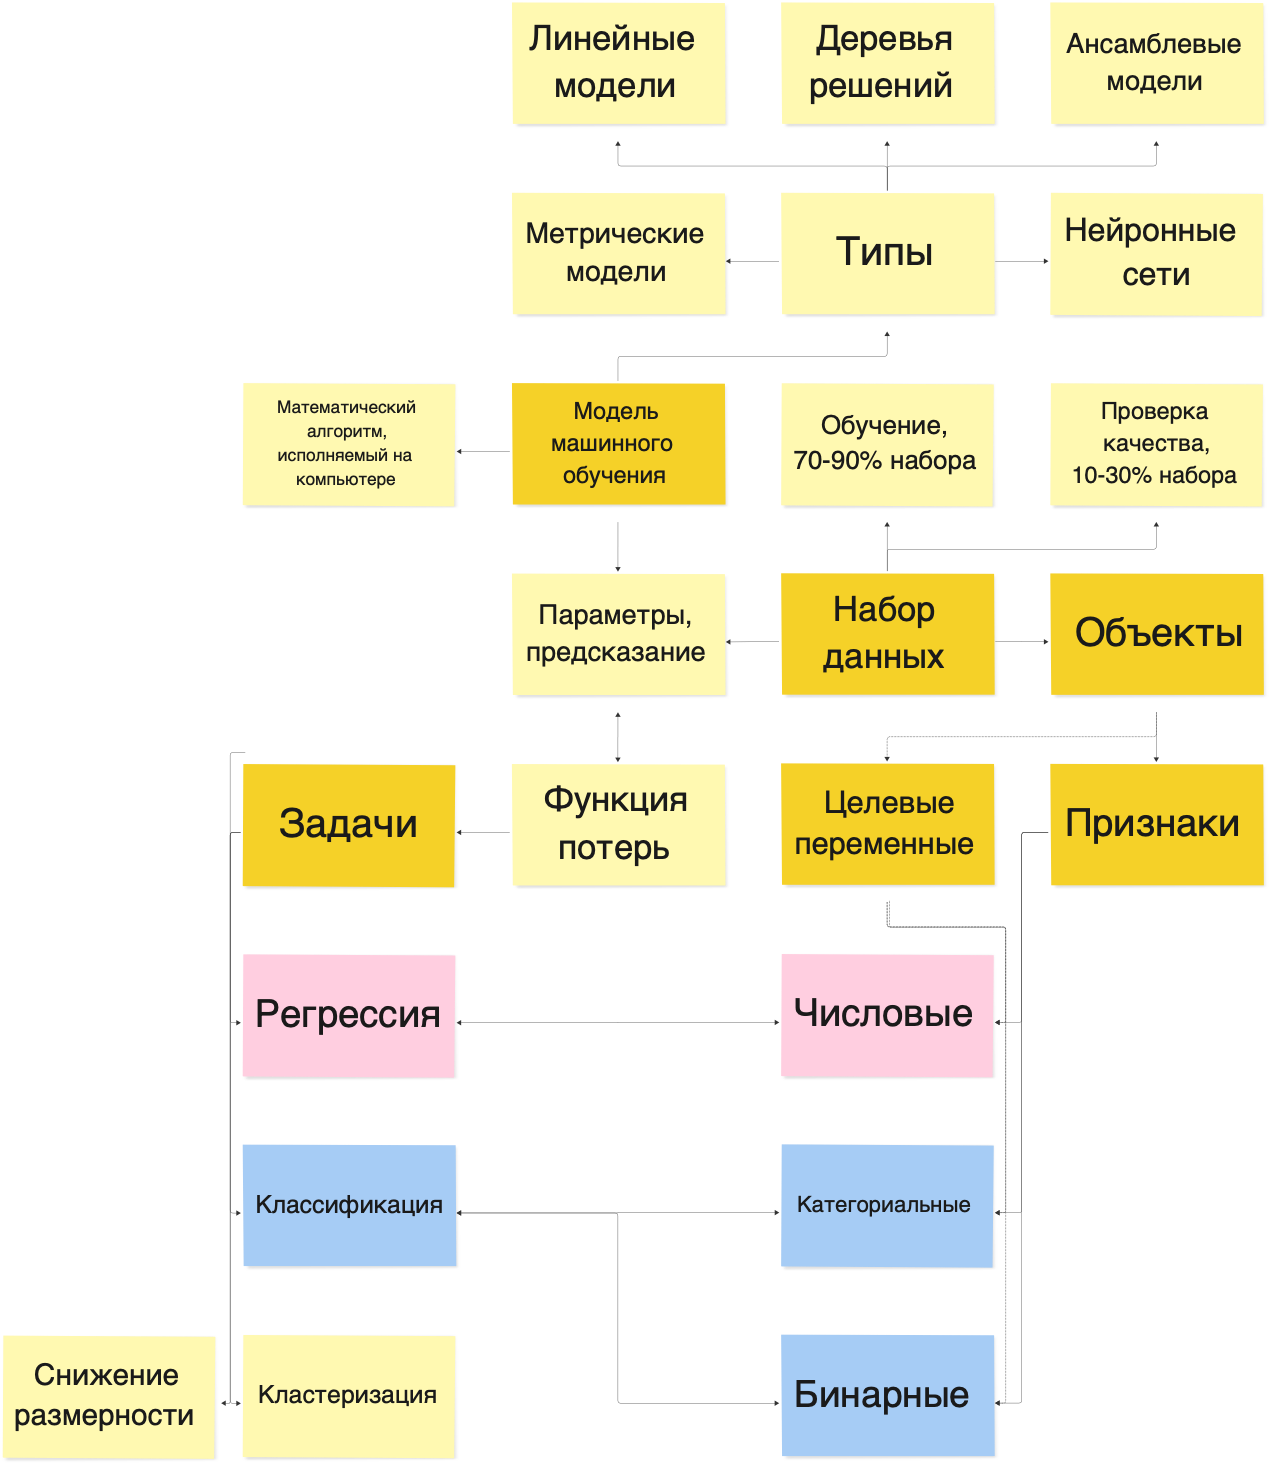 Линейные
модели
Деревья
решений
Ансамблевые
модели
Метрические
модели
Типы
Нейронные
сети
Математический
алгоритм,
исполняемый на
компьютере
Модель
машинного
обучения
Обучение,
70-90% набора
Проверка
качества,
10-30% набора
Параметры,
предсказание
Набор
данных
Объекты
Задачи
Функция
потерь
Целевые
переменные
Признаки
Регрессия
Числовые
Классификация
Категориальные
Снижение
размерности
Кластеризация
Бинарные